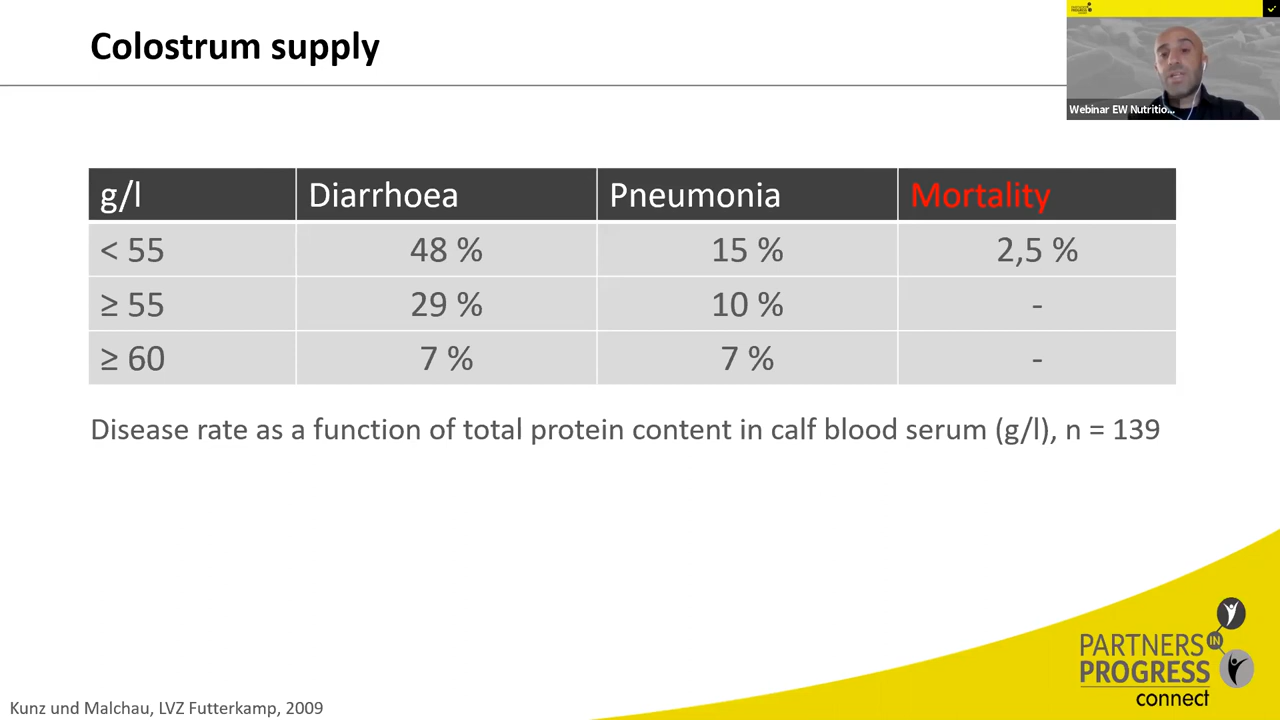 Colostrum supply
Webinar EW Nutritio...
g/l Diarrhoea Pneumonia Mortality
< 55 48 % 15 % 2,5 %
≥ 55 29 % 10 % -
≥ 60 7 % 7 % -
Disease rate as a function of total protein content in calf blood serum (g/l), n = 139
PARTNERS IN
PROGRESS
connect
Kunz und Malchau, LVZ Futterkamp, 2009